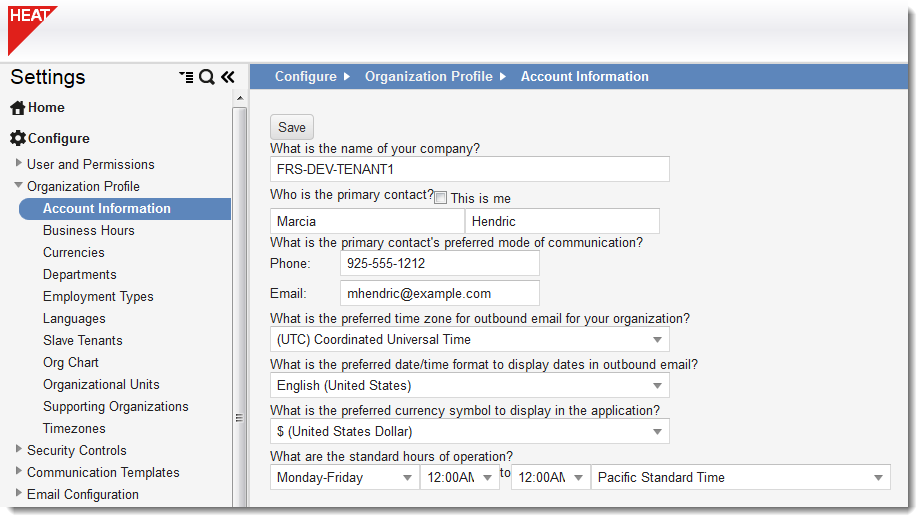 HEAT
Settings
Configure Organization Profile Account Information
Home
Configure
User and Permissions
Organization Profile
Account Information
Business Hours
Currencies
Departments
Employment Types
Languages
Slave Tenants
Org Chart
Organizational Units
Supporting Organizations
Timezones
Security Controls
Communication Templates
Email Configuration
Save
What is the name of your company?
FRS-DEV-TENANT1
Who is the primary contact? This is me
Marcia Hendric
What is the primary contact's preferred mode of communication?
Phone: 925-555-1212
Email: mhendric@example.com
What is the preferred time zone for outbound email for your organization?
(UTC) Coordinated Universal Time
What is the preferred date/time format to display dates in outbound email?
English (United States)
What is the preferred currency symbol to display in the application?
$ (United States Dollar)
What are the standard hours of operation?
Monday-Friday 12:00AM to 12:00AM Pacific Standard Time